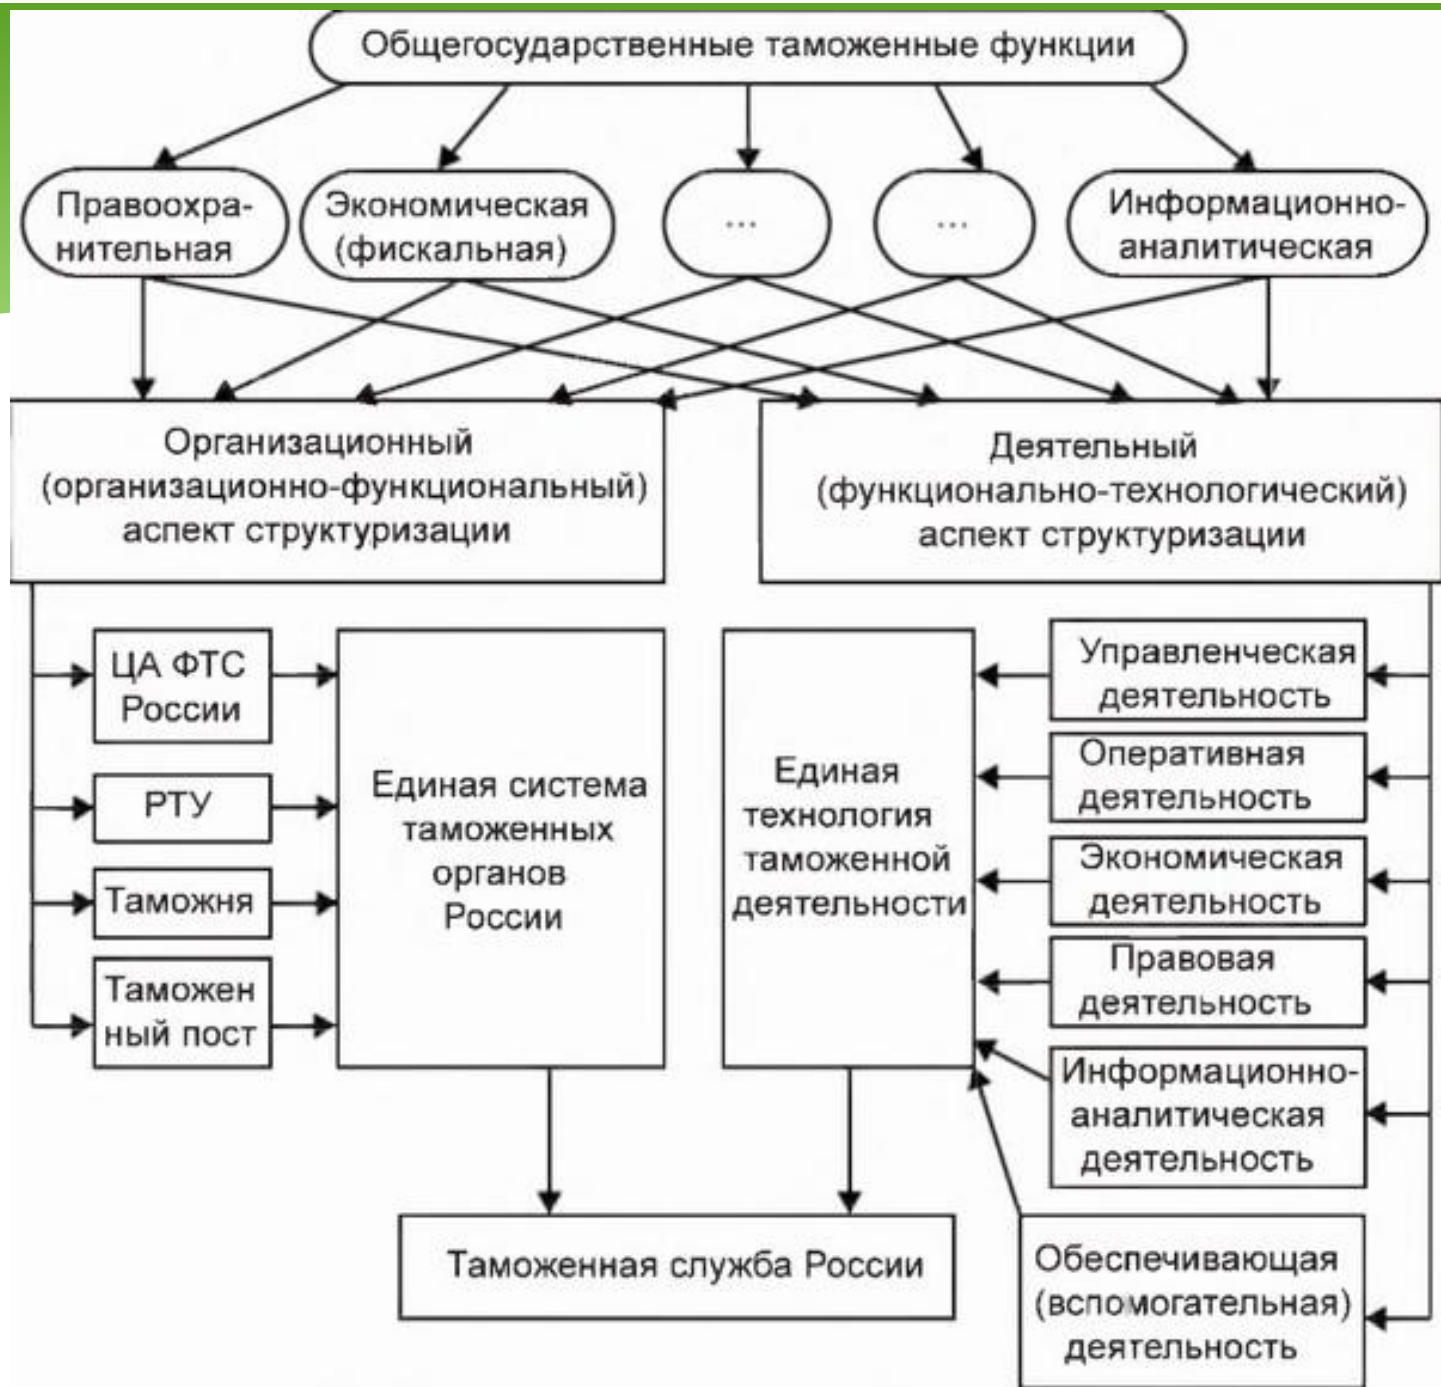 Общегосударственные таможенные функции
Правоохра-
нительная
Экономическая
(фискальная)
...
...
Информационно-
аналитическая
Организационный
(организационно-функциональный)
аспект структуризации
Деятельный
(функционально-технологический)
аспект структуризации
ЦА ФТС
России
РТУ
Таможня
Таможен
ный пост
Единая система
таможенных
органов
России
Единая
технология
таможенной
деятельности
Управленческая
деятельность
Оперативная
деятельность
Экономическая
деятельность
Правовая
деятельность
Информационно-
аналитическая
деятельность
Обеспечивающая
(вспомогательная)
деятельность
Таможенная служба России